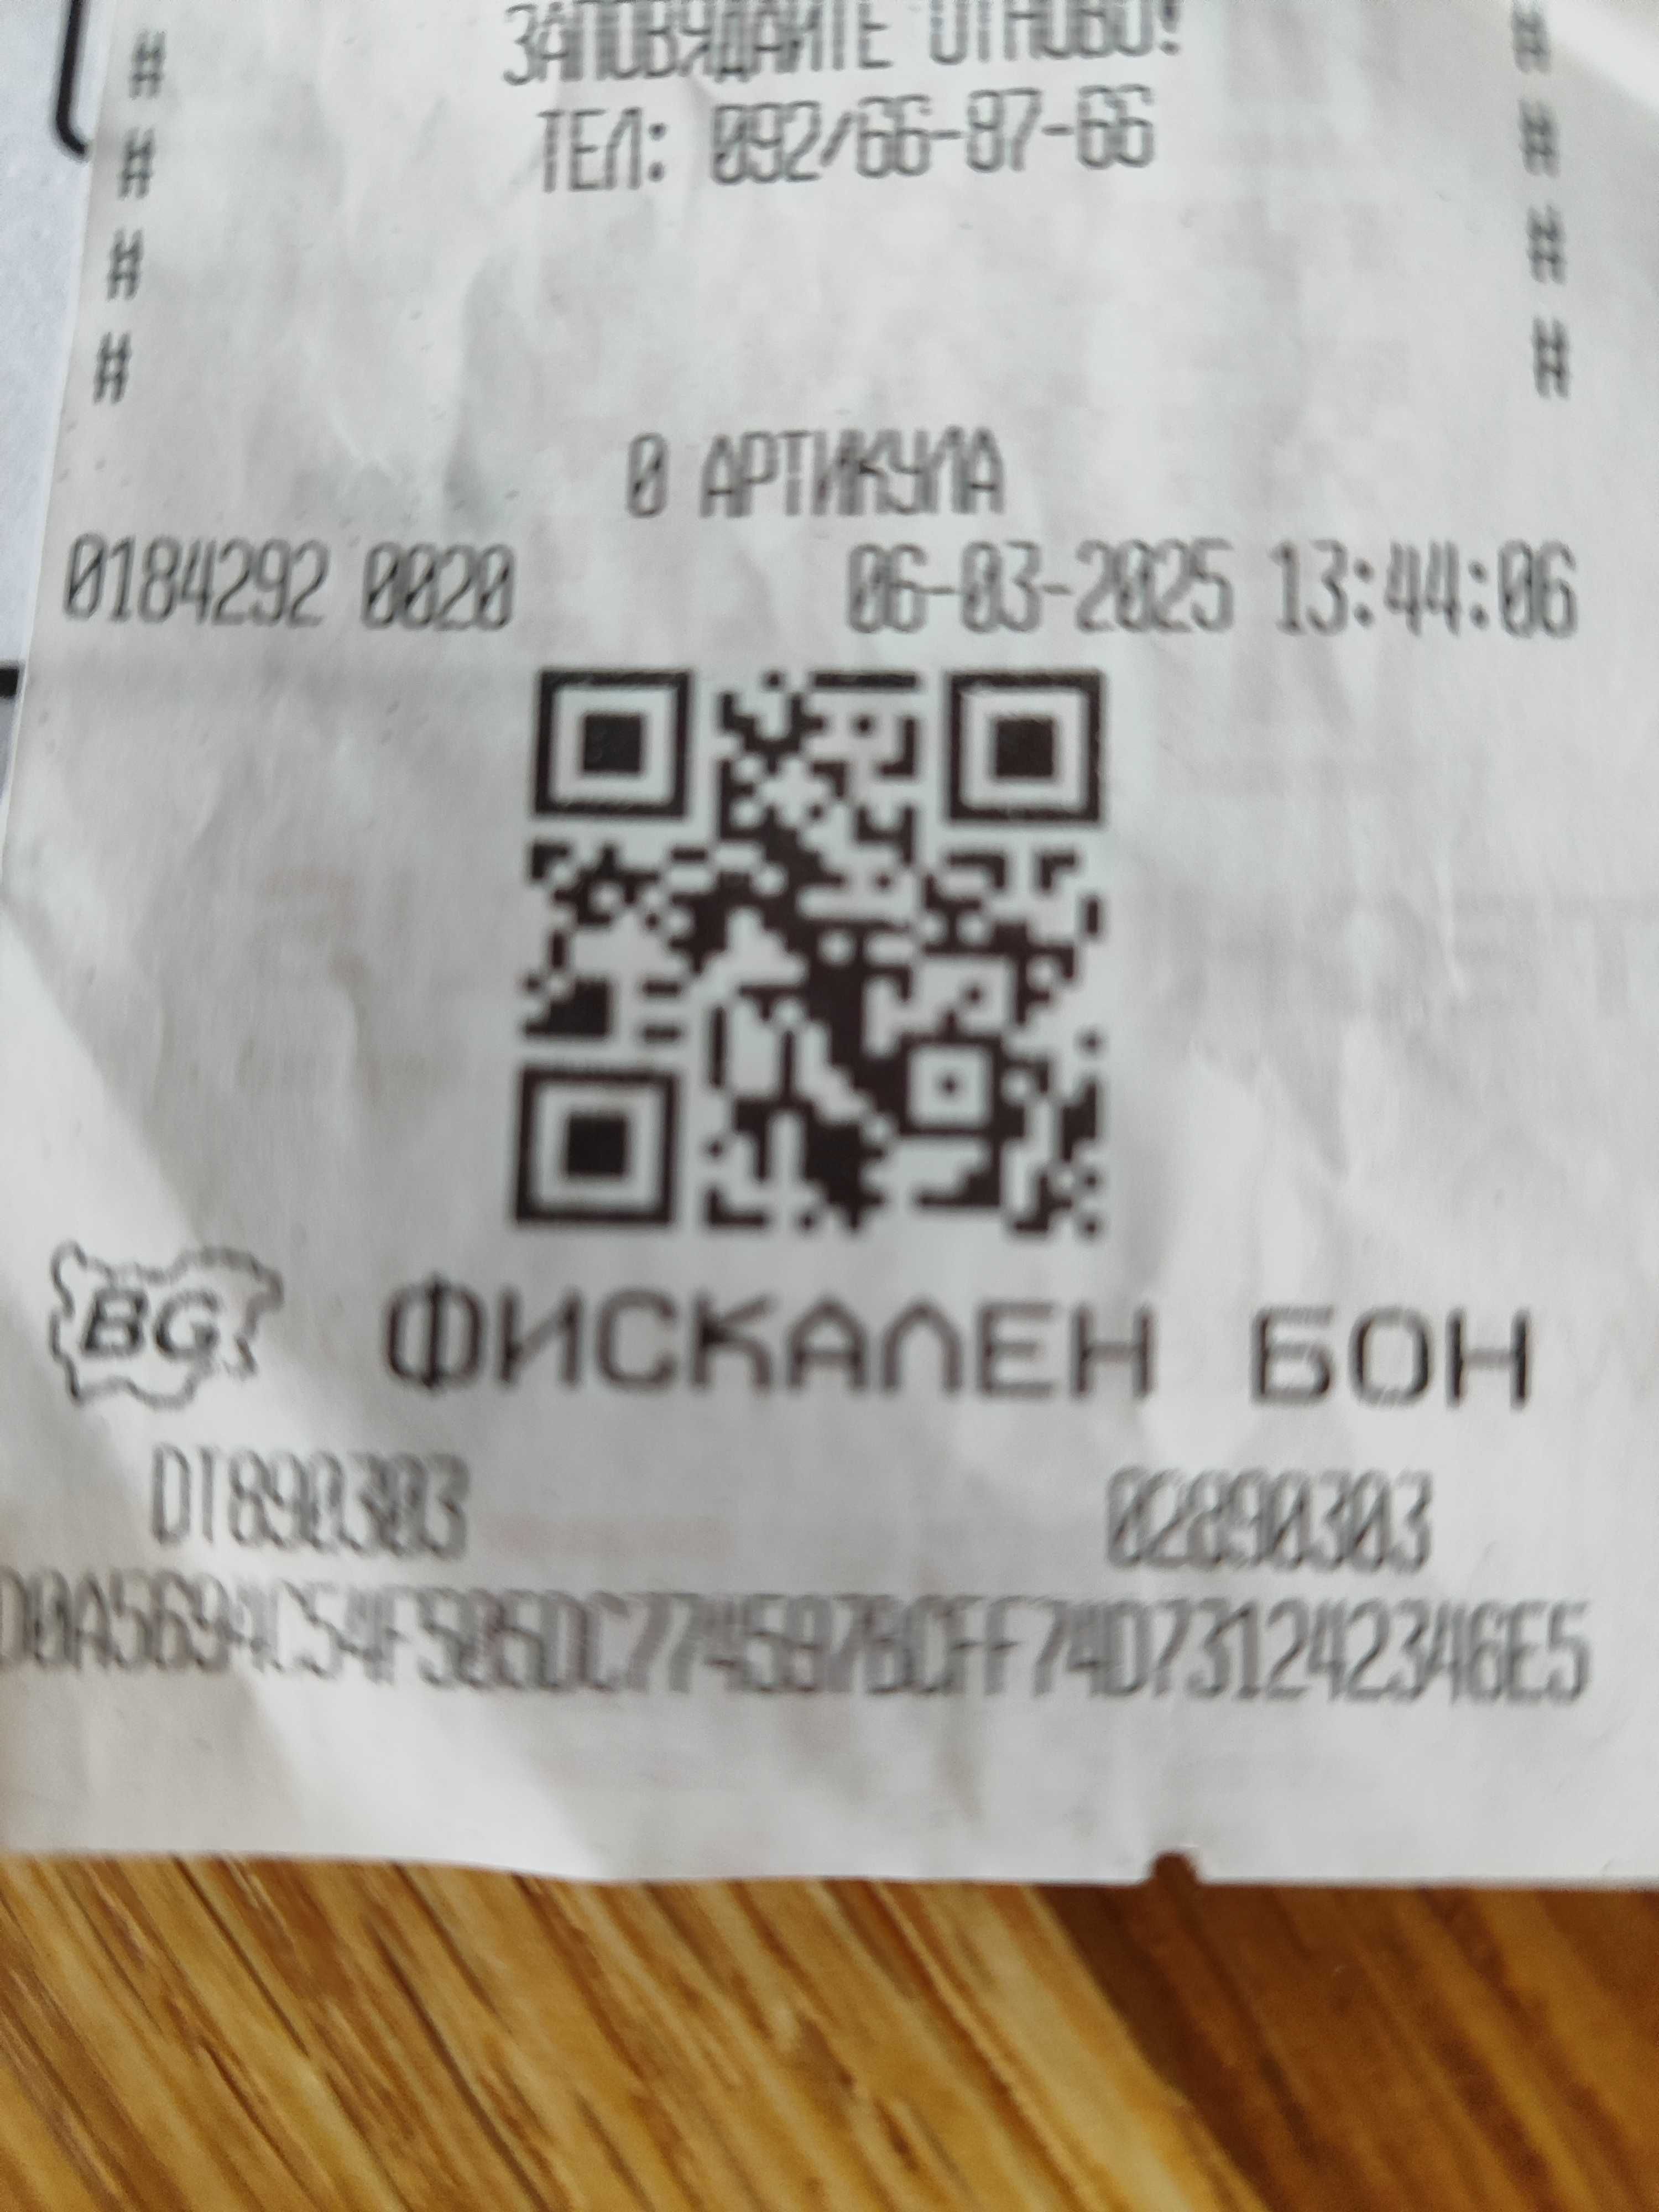 ЗАПОВЯДАЙТЕ ОТНОВО!
# ТЕЛ: 092/66-87-66 #
#
#
#
0 АРТИКУЛА
0184292 0020 06-03-2025 13:44:06
BG ФИСКАЛЕН БОН
DT890303 02890303